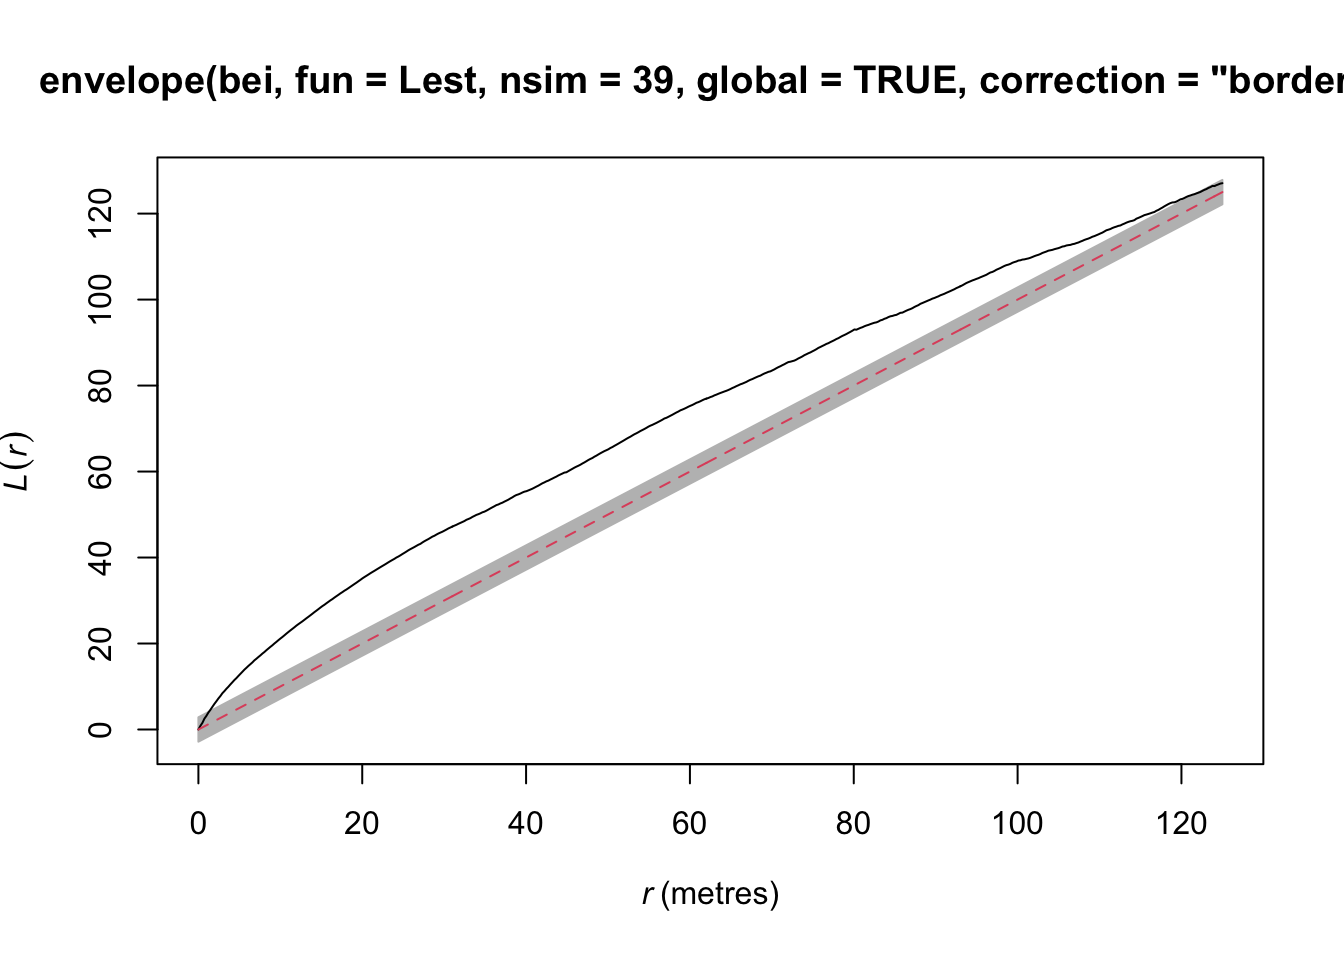 envelope(bei, fun = Lest, nsim = 39, global = TRUE, correction = "border
L(r)
120
100
80
60
40
20
0
0 20 40 60 80 100 120
r (metres)